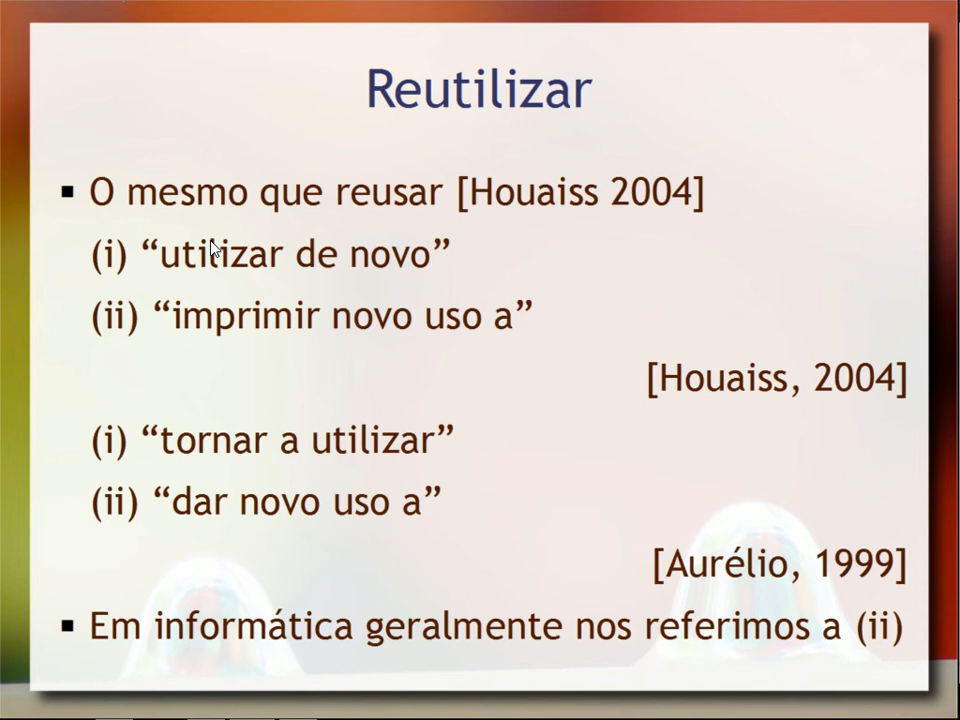 Reutilizar
▪ O mesmo que reusar [Houaiss 2004]
(i) “utilizar de novo”
(ii) “imprimir novo uso a”
[Houaiss, 2004]
(i) “tornar a utilizar”
(ii) “dar novo uso a”
[Aurélio, 1999]
▪ Em informática geralmente nos referimos a (ii)